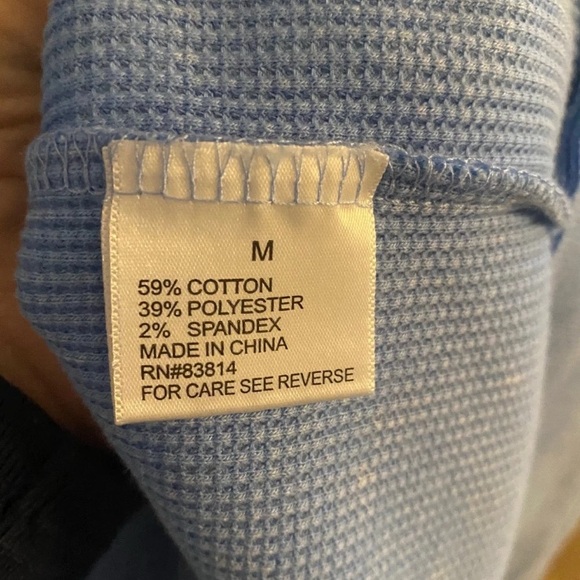 M
59% COTTON
39% POLYESTER
2% SPANDEX
MADE IN CHINA
RN#83814
FOR CARE SEE REVERSE